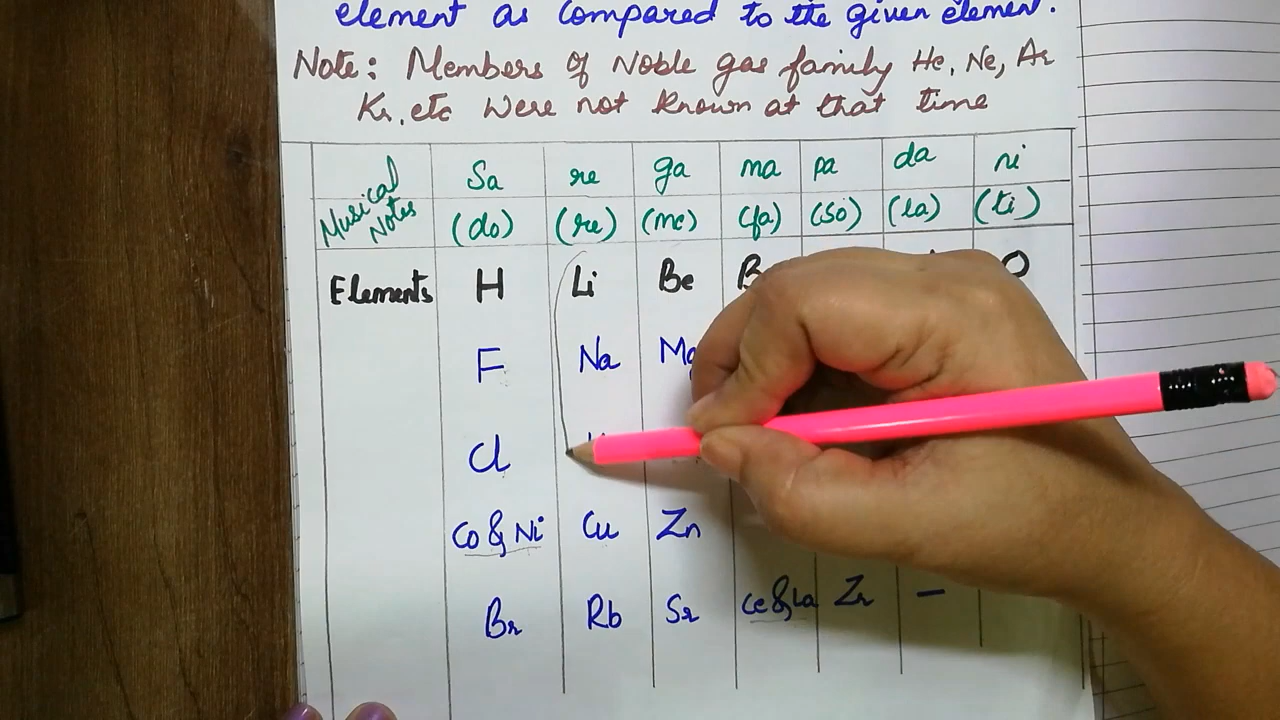 element as compared to the given element.
Note: Members of Noble gas family He, Ne, Ar
Kr, etc were not known at that time
Musical Notes Sa re ga ma pa da ni
(do) (re) (me) (fa) (so) (la) (ti)
Elements H Li Be O
F Na Mg
Cl
Co & Ni Cu Zn
Br Rb Sr Ce & La Zr –